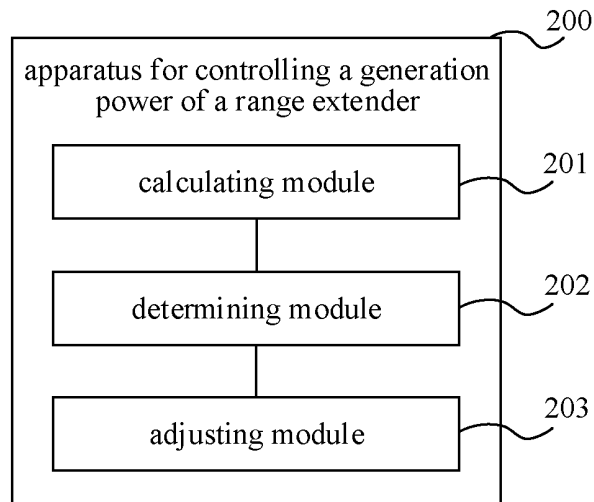 200
apparatus for controlling a generation
power of a range extender
calculating module
201
determining module
202
adjusting module
203